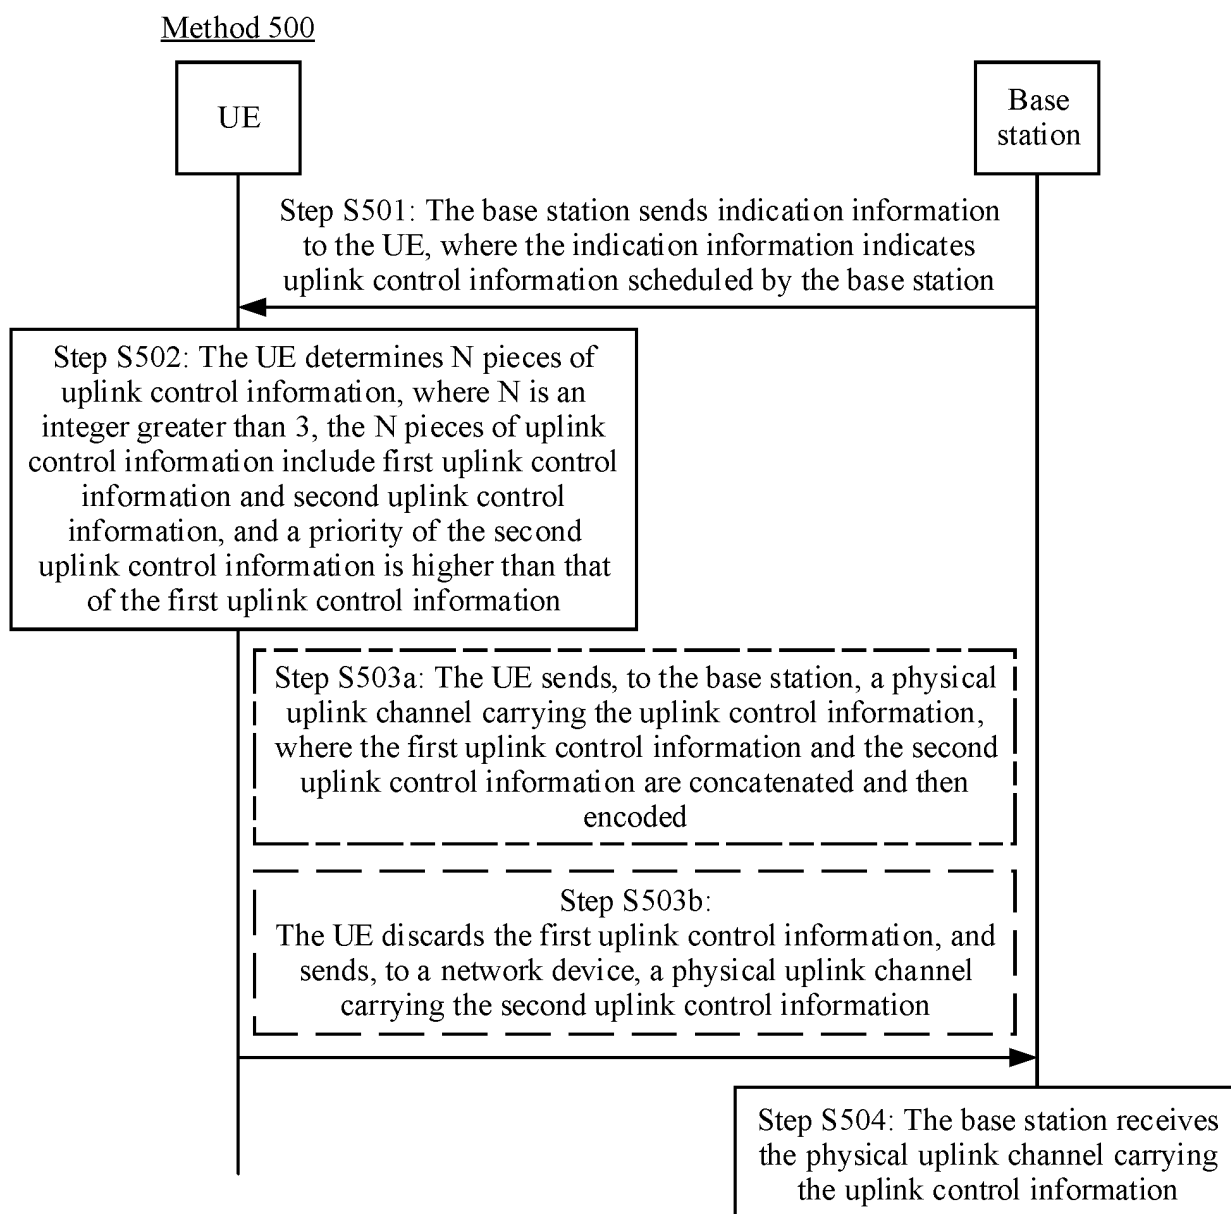 Method 500
UE
Base
station
Step S501: The base station sends indication information
to the UE, where the indication information indicates
uplink control information scheduled by the base station
Step S502: The UE determines N pieces of
uplink control information, where N is an
integer greater than 3, the N pieces of uplink
control information include first uplink control
information and second uplink control
information, and a priority of the second
uplink control information is higher than that
of the first uplink control information
Step S503a: The UE sends, to the base station, a physical
uplink channel carrying the uplink control information,
where the first uplink control information and the second
uplink control information are concatenated and then
encoded
Step S503b:
The UE discards the first uplink control information, and
sends, to a network device, a physical uplink channel
carrying the second uplink control information
Step S504: The base station receives
the physical uplink channel carrying
the uplink control information